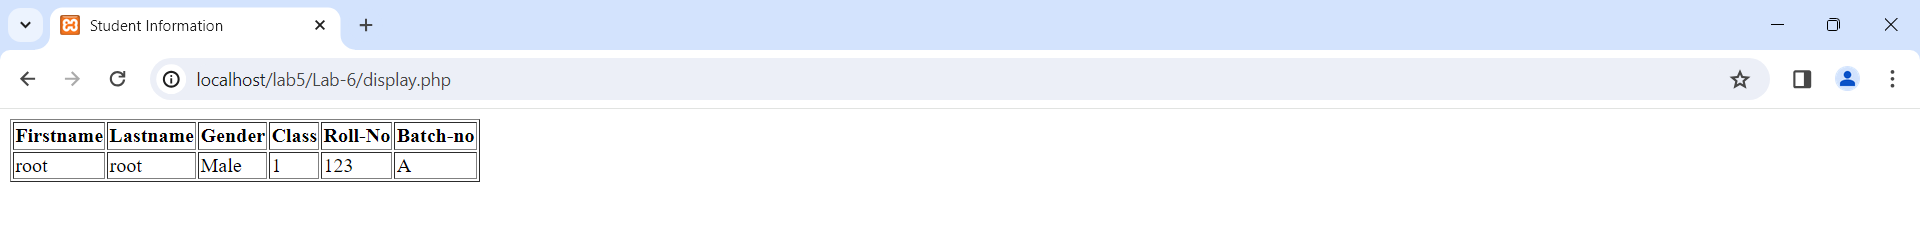 Student Information
localhost/lab5/Lab-6/display.php
Firstname Lastname Gender Class Roll-No Batch-no
root root Male 1 123 A